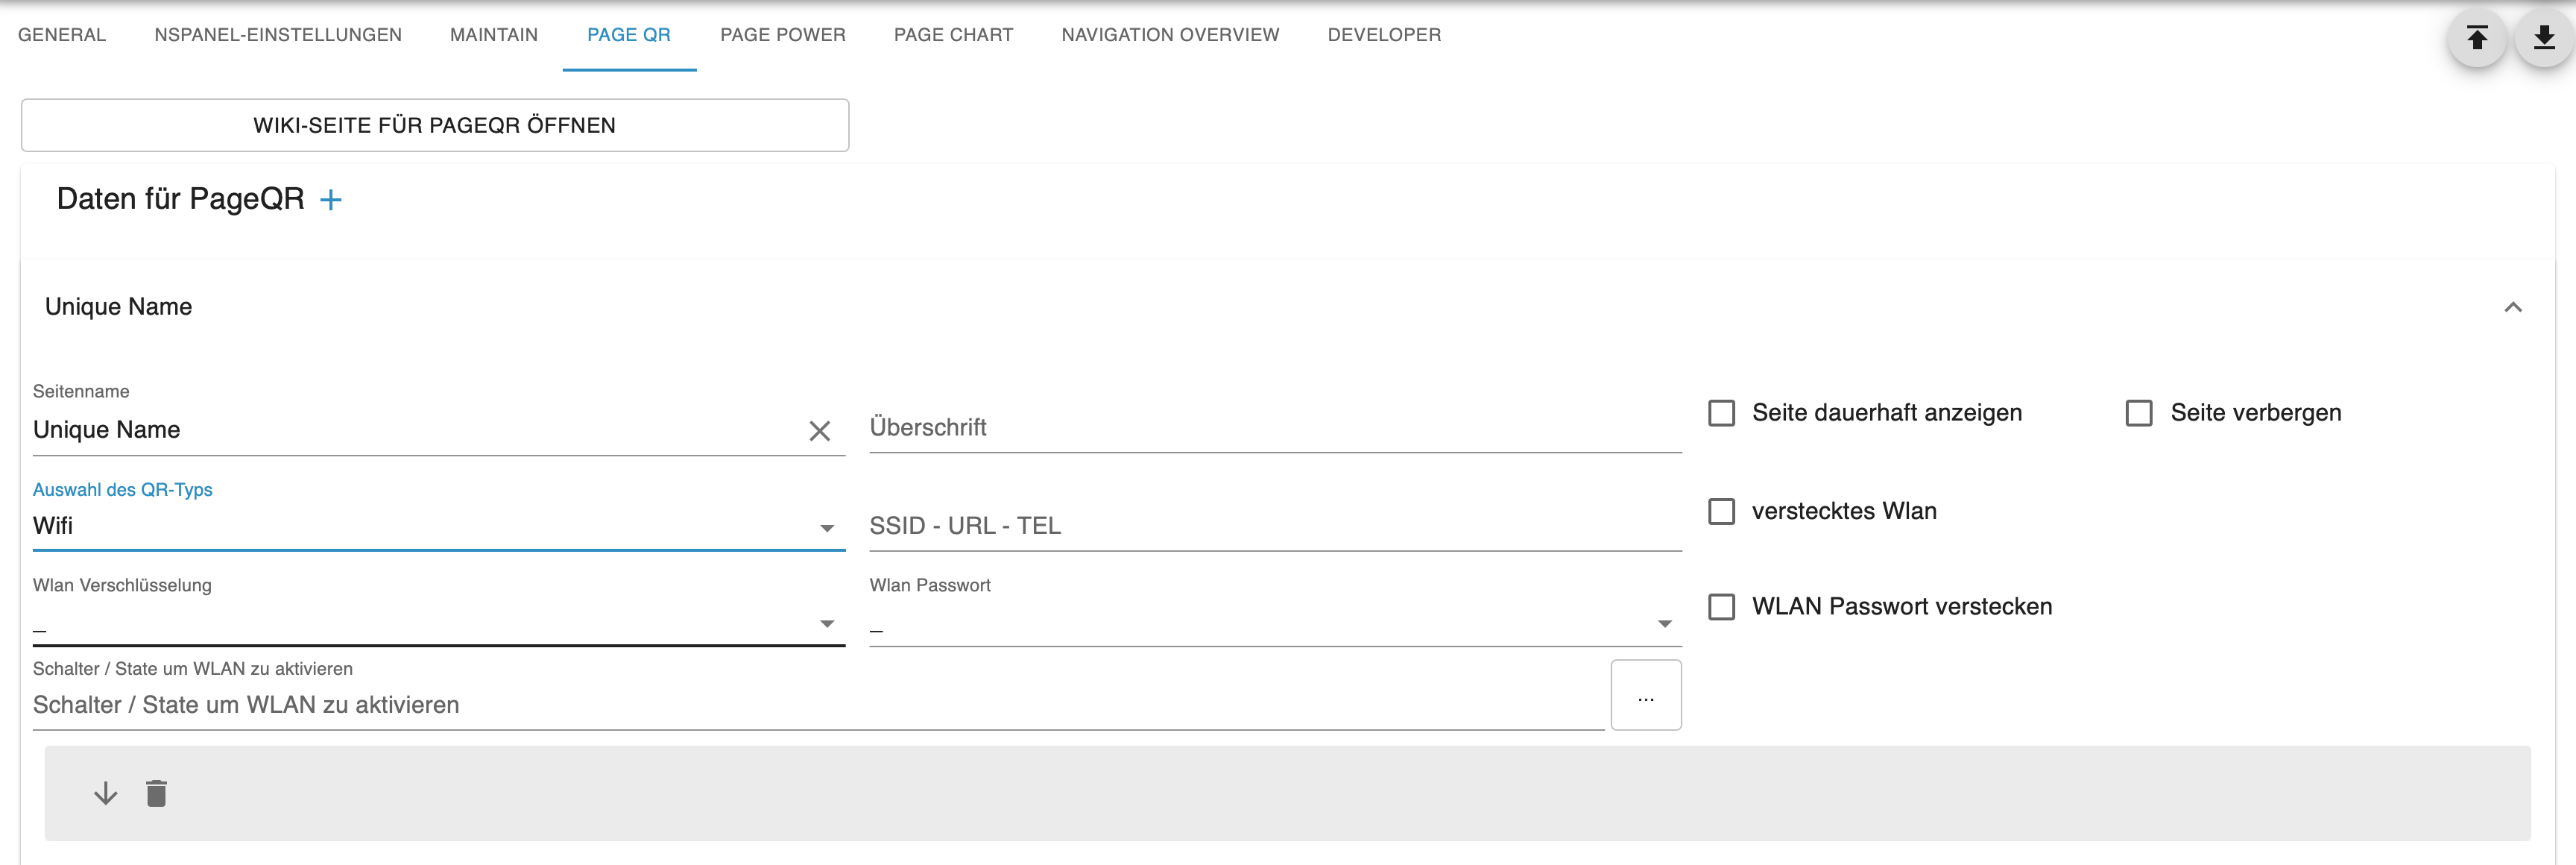 GENERAL NSPANEL-EINSTELLUNGEN MAINTAIN PAGE QR PAGE POWER PAGE CHART NAVIGATION OVERVIEW DEVELOPER
WIKI-SEITE FÜR PAGEQR ÖFFNEN
Daten für PageQR +
Unique Name
Seitenname
Unique Name
Überschrift
Seite dauerhaft anzeigen
Seite verbergen
Auswahl des QR-Typs
Wifi
SSID - URL - TEL
verstecktes Wlan
Wlan Verschlüsselung
_
Wlan Passwort
_
WLAN Passwort verstecken
Schalter / State um WLAN zu aktivieren
Schalter / State um WLAN zu aktivieren
...